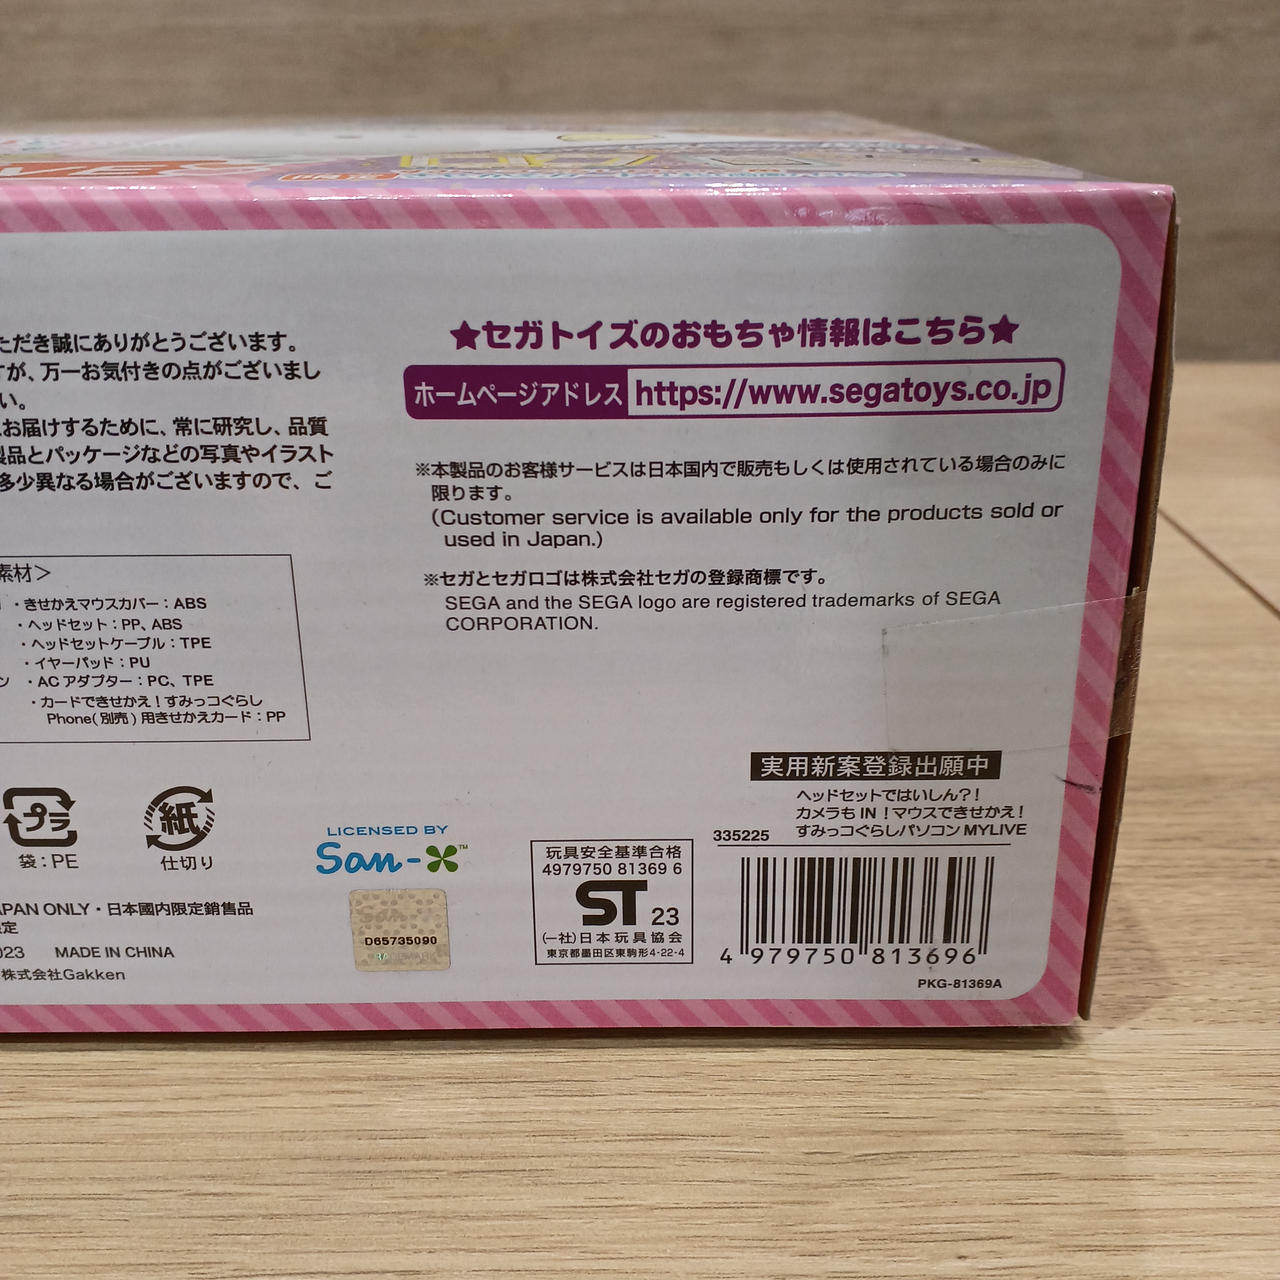 ただき誠にありがとうございます。
が、万一お気付きの点がございまし
い。
お届けするために、常に研究し、品質
製品とパッケージなどの写真やイラスト
多少異なる場合がございますので、ご
素材＞
・きせかえマウスカバー：ABS
・ヘッドセット：PP、ABS
・ヘッドセットケーブル：TPE
・イヤーパッド：PU
ン ・ACアダプター：PC、TPE
・カードできせかえ！すみっコぐらし
Phone(別売)用きせかえカード：PP
プラ
袋：PE
紙
仕切り
APAN ONLY・日本國内限定銷售品
限定
023 MADE IN CHINA
株式会社Gakken
★セガトイズのおもちゃ情報はこちら★
ホームページアドレス https://www.segatoys.co.jp
※本製品のお客様サービスは日本国内で販売もしくは使用されている場合のみに
限ります。
(Customer service is available only for the products sold or
used in Japan.)
※セガとセガロゴは株式会社セガの登録商標です。
SEGA and the SEGA logo are registered trademarks of SEGA
CORPORATION.
LICENSED BY
San-X™
D65735090
玩具安全基準合格
4979750 81369 6
ST 23
(一社)日本玩具協会
東京都墨田区東駒形4-22-4
実用新案登録出願中
ヘッドセットではいしん？！
カメラもIN！マウスできせかえ！
335225 すみっコぐらしパソコンMYLIVE
4 979750 813696
PKG-81369A